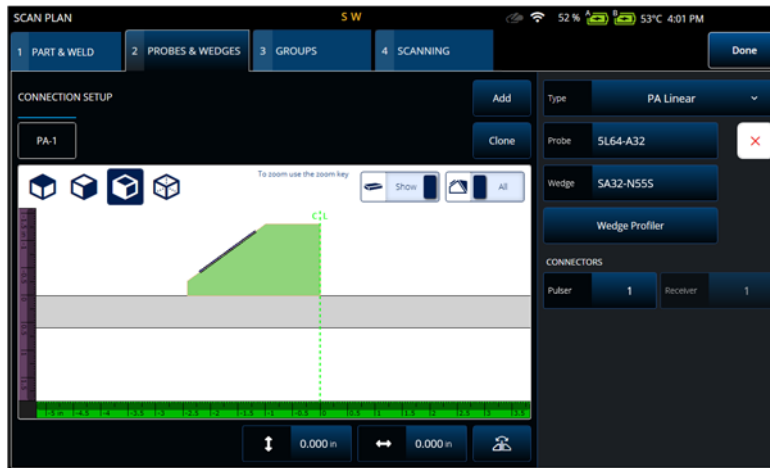 SCAN PLAN S W 52 % A B 53°C 4:01 PM
1 PART & WELD 2 PROBES & WEDGES 3 GROUPS 4 SCANNING Done
CONNECTION SETUP Add
PA-1 Clone
To zoom use the zoom key Show All
C L
-5 in -4.5 -4 -3.5 -3 -2.5 -2 -1.5 -1 -0.5 0 0.5 1 1.5 2 2.5 3 3.5
0.000 in 0.000 in
Type PA Linear
Probe 5L64-A32
Wedge SA32-N55S
Wedge Profiler
CONNECTORS
Pulser 1 Receiver 1